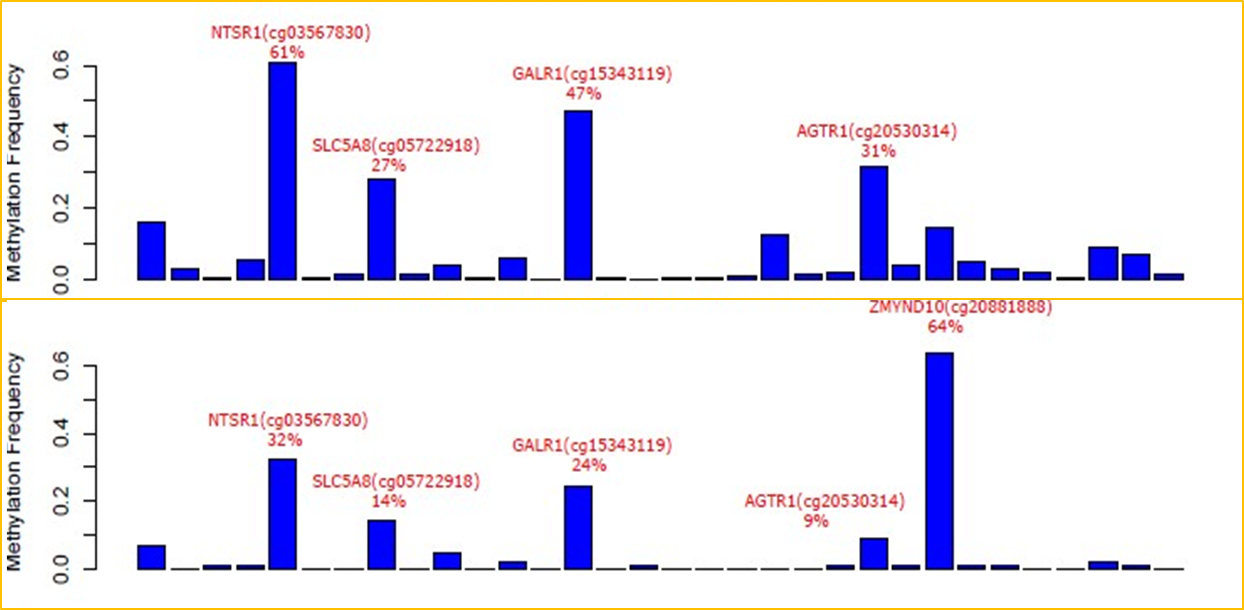 NTSR1(cg03567830)
61%
GALR1(cg15343119)
47%
SLC5A8(cg05722918)
27%
AGTR1(cg20530314)
31%
Methylation Frequency
0.6
0.4
0.2
0.0
ZMYND10(cg20881888)
64%
NTSR1(cg03567830)
32%
GALR1(cg15343119)
24%
SLC5A8(cg05722918)
14%
AGTR1(cg20530314)
9%
Methylation Frequency
0.6
0.4
0.2
0.0